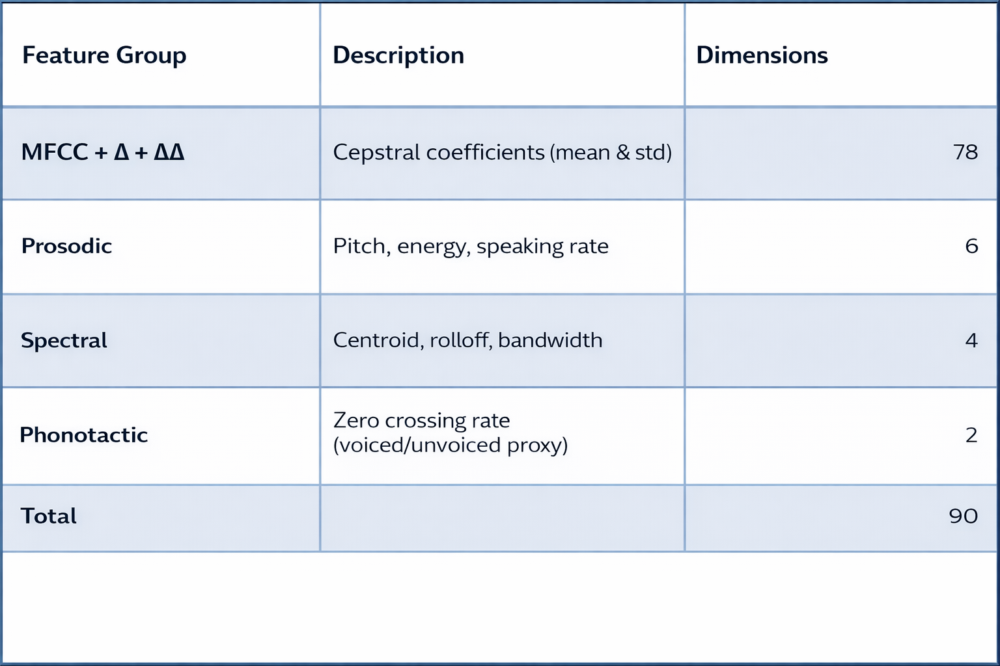 Feature Group Description Dimensions
MFCC + Δ + ΔΔ Cepstral coefficients (mean & std) 78
Prosodic Pitch, energy, speaking rate 6
Spectral Centroid, rolloff, bandwidth 4
Phonotactic Zero crossing rate
(voiced/unvoiced proxy) 2
Total 90